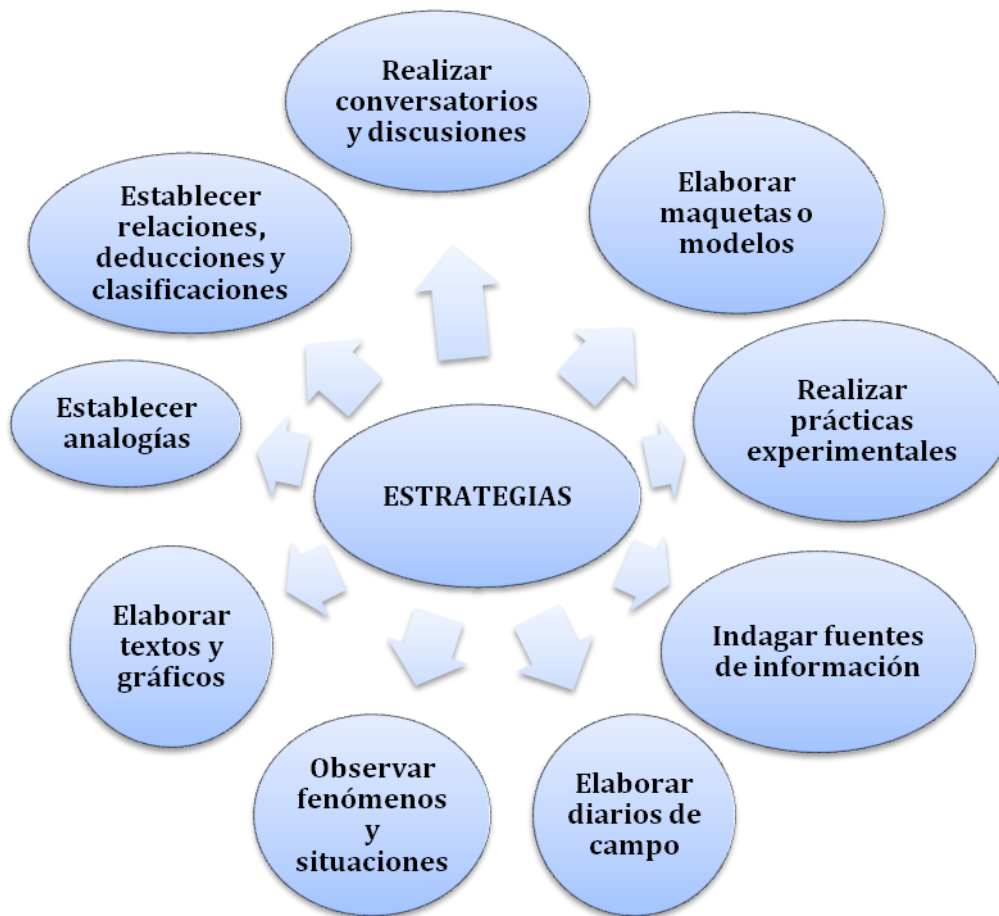 Realizar
conversatorios
y discusiones
Elaborar
maquetas o
modelos
Realizar
prácticas
experimentales
Indagar fuentes
de información
Elaborar
diarios de
campo
Observar
fenómenos
y
situaciones
Elaborar
textos y
gráficos
Establecer
analogías
Establecer
relaciones,
deducciones y
clasificaciones
ESTRATEGIAS